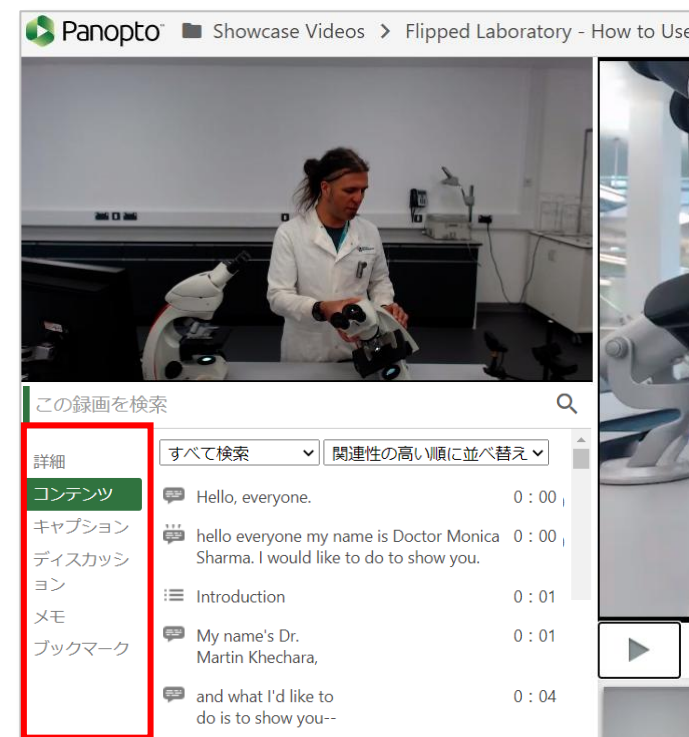 Panopto Showcase Videos > Flipped Laboratory - How to Use
この録画を検索
すべて検索 関連性の高い順に並べ替え
詳細
コンテンツ
キャプション
ディスカッシ
ョン
メモ
ブックマーク
Hello, everyone. 0：00
hello everyone my name is Doctor Monica 0：00
Sharma. I would like to do to show you.
Introduction 0：01
My name's Dr. 0：01
Martin Khechara,
and what I'd like to 0：04
do is to show you--